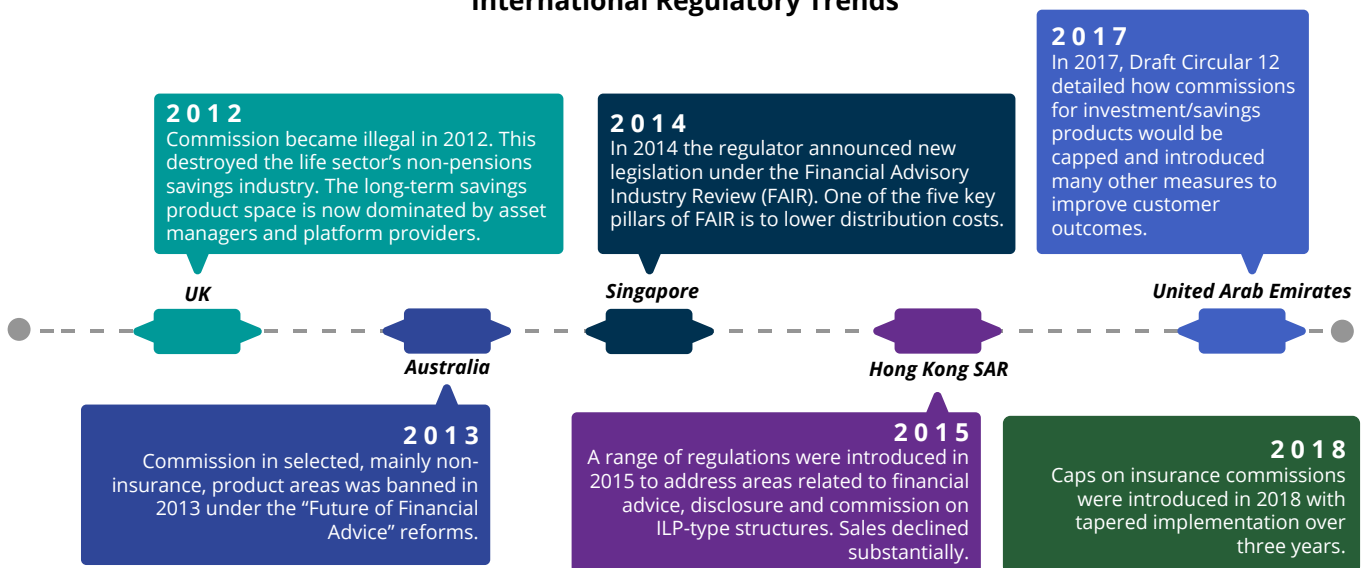 International Regulatory Trends
2012
Commission became illegal in 2012. This
destroyed the life sector’s non-pensions
savings industry. The long-term savings
product space is now dominated by asset
managers and platform providers.
2014
In 2014 the regulator announced new
legislation under the Financial Advisory
Industry Review (FAIR). One of the five key
pillars of FAIR is to lower distribution costs.
2017
In 2017, Draft Circular 12
detailed how commissions
for investment/savings
products would be
capped and introduced
many other measures to
improve customer
outcomes.
UK
Singapore
United Arab Emirates
Australia
Hong Kong SAR
2013
Commission in selected, mainly non-
insurance, product areas was banned in
2013 under the “Future of Financial
Advice” reforms.
2015
A range of regulations were introduced in
2015 to address areas related to financial
advice, disclosure and commission on
ILP-type structures. Sales declined
substantially.
2018
Caps on insurance commissions
were introduced in 2018 with
tapered implementation over
three years.